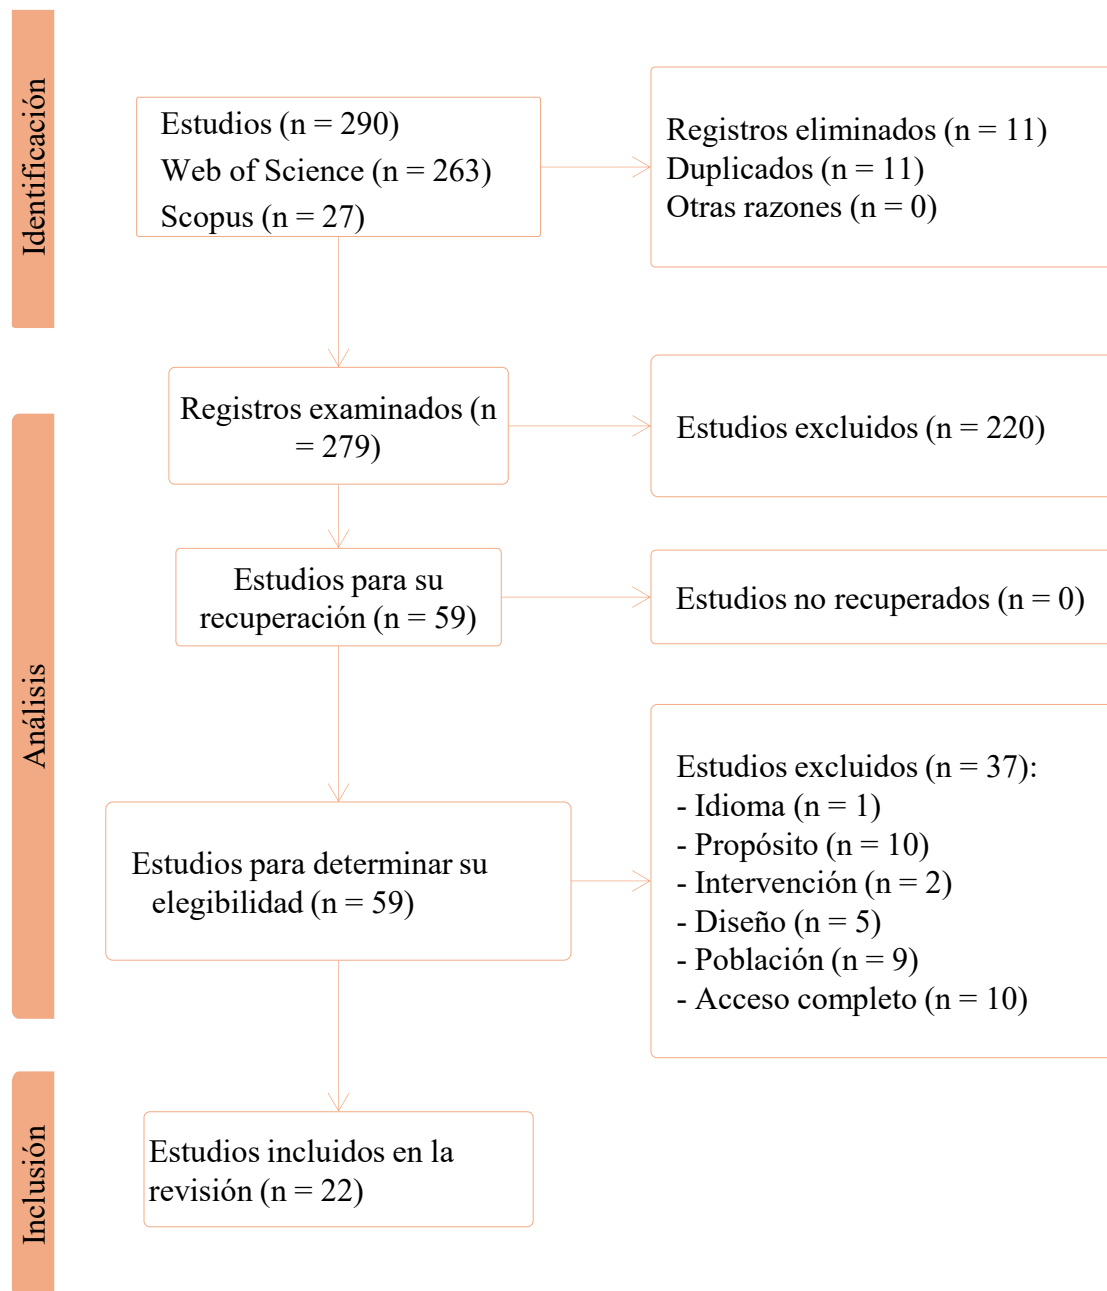 Identificación
Estudios (n = 290)
Web of Science (n = 263)
Scopus (n = 27)
Registros eliminados (n = 11)
Duplicados (n = 11)
Otras razones (n = 0)
Análisis
Registros examinados (n
= 279)
Estudios excluidos (n = 220)
Estudios para su
recuperación (n = 59)
Estudios no recuperados (n = 0)
Estudios para determinar su
elegibilidad (n = 59)
Estudios excluidos (n = 37):
- Idioma (n = 1)
- Propósito (n = 10)
- Intervención (n = 2)
- Diseño (n = 5)
- Población (n = 9)
- Acceso completo (n = 10)
Inclusión
Estudios incluidos en la
revisión (n = 22)